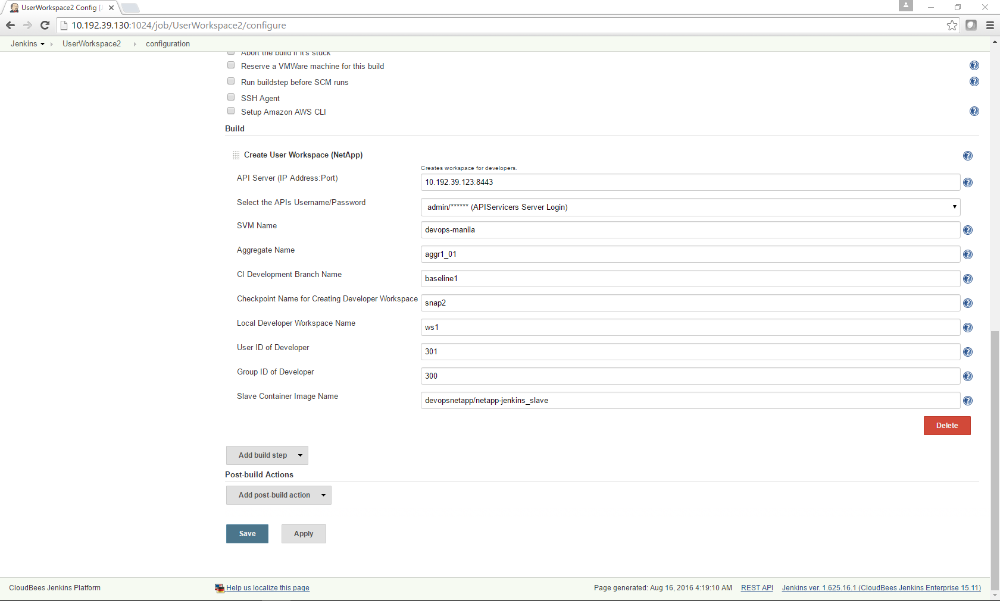 UserWorkspace2 Config [
10.192.39.130:1024/job/UserWorkspace2/configure
Jenkins UserWorkspace2 configuration
Abort the build if it's stuck
Reserve a VMWare machine for this build
Run buildstep before SCM runs
SSH Agent
Setup Amazon AWS CLI
Build
Create User Workspace (NetApp)
Creates workspace for developers.
API Server (IP Address:Port) 10.192.39.123:8443
Select the APIs Username/Password admin/****** (APIServicers Server Login)
SVM Name devops-manila
Aggregate Name aggr1_01
CI Development Branch Name baseline1
Checkpoint Name for Creating Developer Workspace snap2
Local Developer Workspace Name ws1
User ID of Developer 301
Group ID of Developer 300
Slave Container Image Name devopsnetapp/netapp-jenkins_slave
Delete
Add build step
Post-build Actions
Add post-build action
Save Apply
CloudBees Jenkins Platform Help us localize this page Page generated: Aug 16, 2016 4:19:10 AM REST API Jenkins ver. 1.625.16.1 (CloudBees Jenkins Enterprise 15.11)